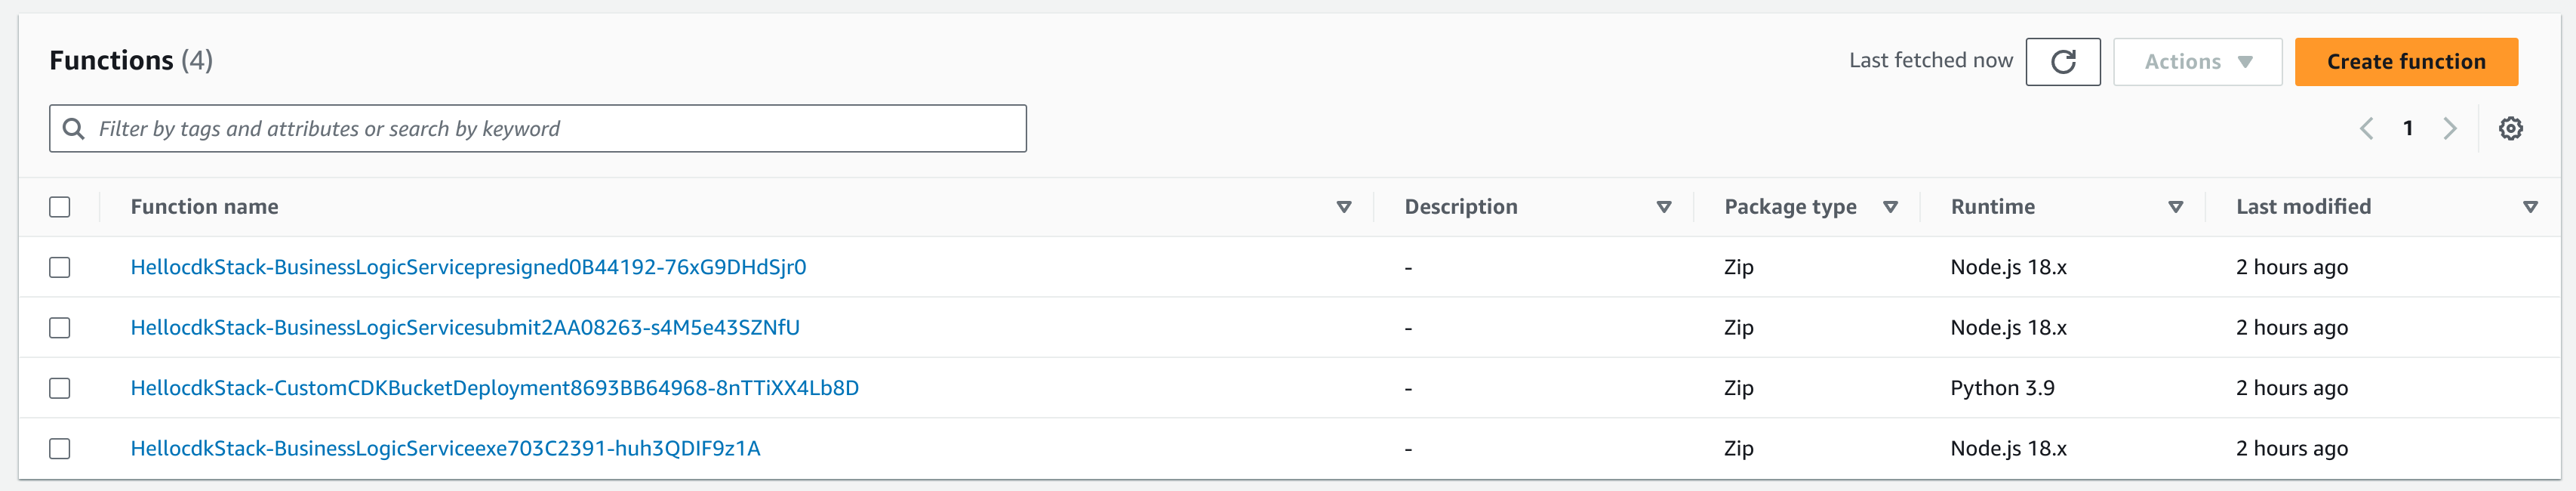 Functions (4)
Last fetched now
Actions
Create function
Filter by tags and attributes or search by keyword
1
Function name Description Package type Runtime Last modified
HellocdkStack-BusinessLogicServicepresigned0B44192-76xG9DHdSjr0 - Zip Node.js 18.x 2 hours ago
HellocdkStack-BusinessLogicServicesubmit2AA08263-s4M5e43SZNfU - Zip Node.js 18.x 2 hours ago
HellocdkStack-CustomCDKBucketDeployment8693BB64968-8nTTiXX4Lb8D - Zip Python 3.9 2 hours ago
HellocdkStack-BusinessLogicServiceexe703C2391-huh3QDIF9z1A - Zip Node.js 18.x 2 hours ago